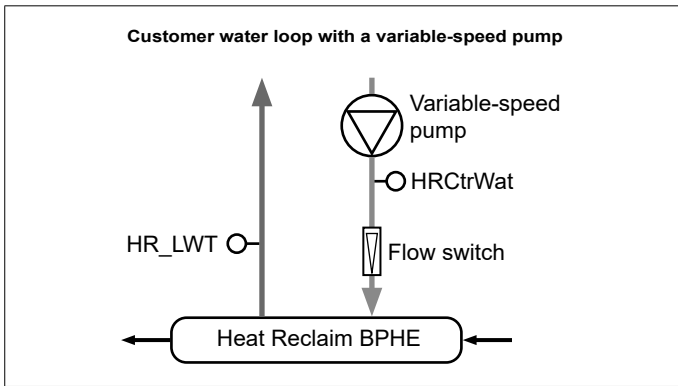 Customer water loop with a variable-speed pump
Variable-speed
pump
HRCtrWat
HR_LWT
Flow switch
Heat Reclaim BPHE